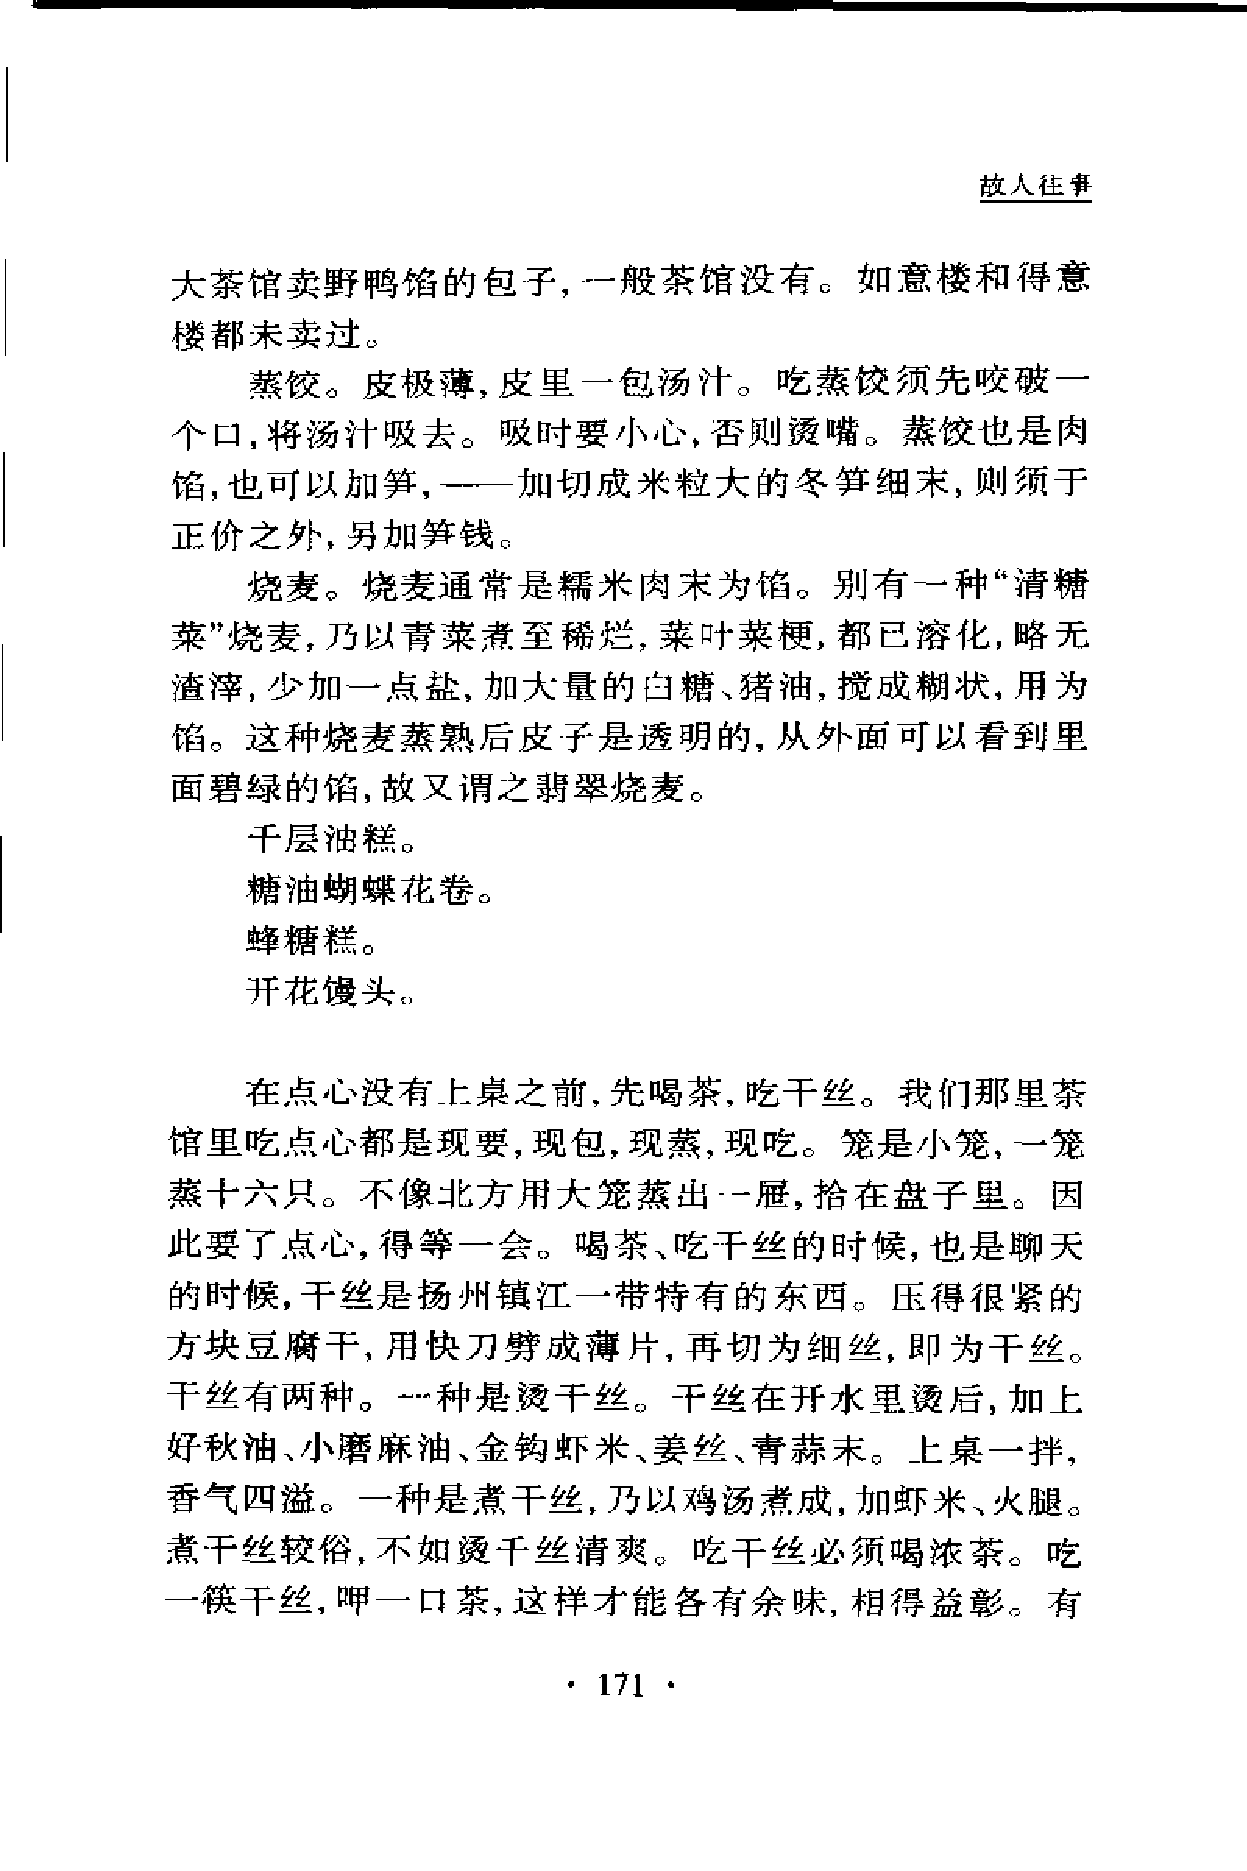 故人往事
大茶馆卖野鸭馅的包子,一般茶馆没有。如意楼和得意
楼都未卖过。
蒸饺。皮极薄,皮里一包汤汁。吃蒸饺须先咬破一
个口,将汤汁吸去。吸时要小心,否则烫嘴。蒸饺也是肉
馅,也可以加笋,——加切成米粒大的冬笋细末,则须于
正价之外,另加笋钱。
烧麦。烧麦通常是糯米肉末为馅。别有一种“清糖
菜”烧麦,乃以青菜煮至稀烂,菜叶菜梗,都已溶化,略无
渣滓,少加一点盐,加大量的白糖、猪油,搅成糊状,用为
馅。这种烧麦蒸熟后皮子是透明的,从外面可以看到里
面碧绿的馅,故又谓之翡翠烧麦。
千层油糕。
糖油蝴蝶花卷。
蜂糖糕。
开花馒头。
在点心没有上桌之前,先喝茶,吃干丝。我们那里茶
馆里吃点心都是现要,现包,现蒸,现吃。笼是小笼,一笼
蒸十六只。不像北方用大笼蒸出一屉,拾在盘子里。因
此要了点心,得等一会。喝茶、吃干丝的时候,也是聊天
的时候,干丝是扬州镇江一带特有的东西。压得很紧的
方块豆腐干,用快刀劈成薄片,再切为细丝,即为干丝。
干丝有两种。一种是烫干丝。干丝在开水里烫后,加上
好秋油、小磨麻油、金钩虾米、姜丝、青蒜末。上桌一拌,
香气四溢。一种是煮干丝,乃以鸡汤煮成,加虾米、火腿。
煮干丝较俗,不如烫干丝清爽。吃干丝必须喝浓茶。吃
一筷干丝,呷一口茶,这样才能各有余味,相得益彰。有
· 171 ·